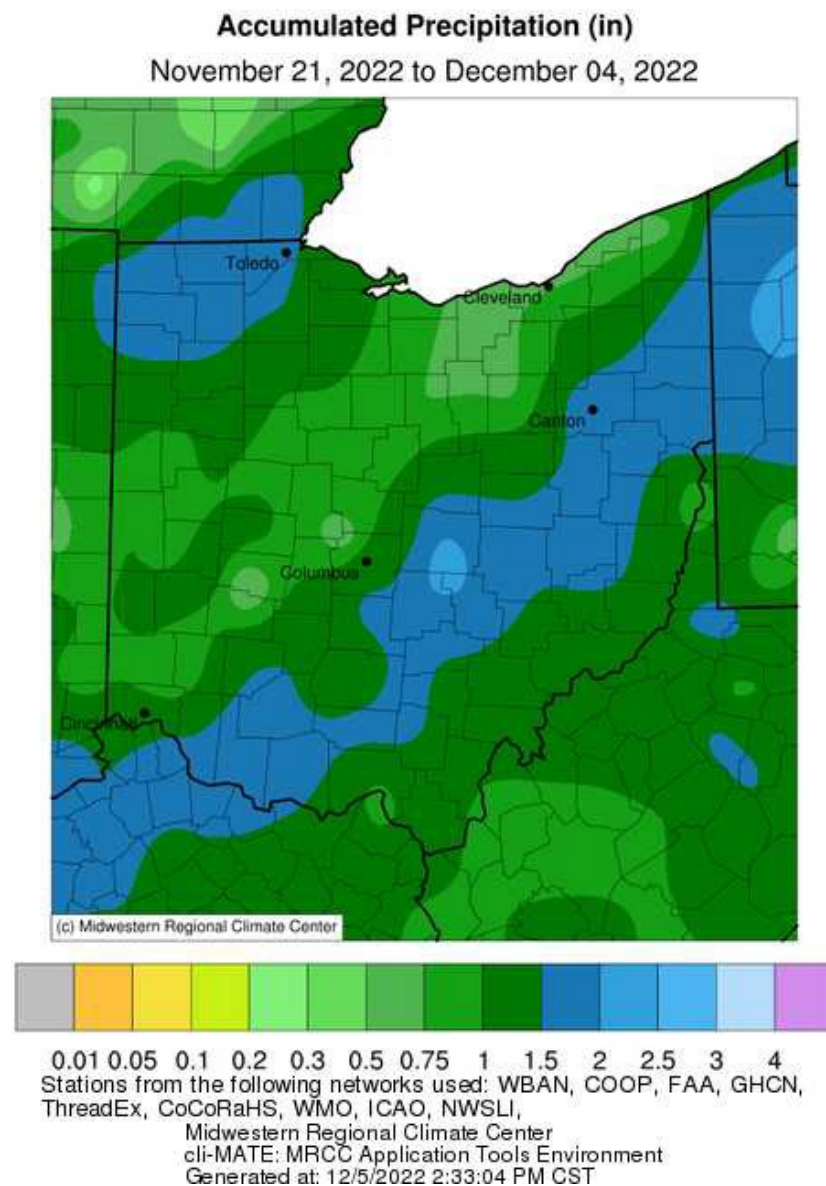 Accumulated Precipitation (in)
November 21, 2022 to December 04, 2022
Toledo
Cleveland
Canton
Columbus
Cincinnati
(c) Midwestern Regional Climate Center
0.01 0.05 0.1 0.2 0.3 0.5 0.75 1 1.5 2 2.5 3 4
Stations from the following networks used: WBAN, COOP, FAA, GHCN,
ThreadEx, CoCoRaHS, WMO, ICAO, NWSLI,
Midwestern Regional Climate Center
cli-MATE: MRCC Application Tools Environment
Generated at: 12/5/2022 2:33:04 PM CST